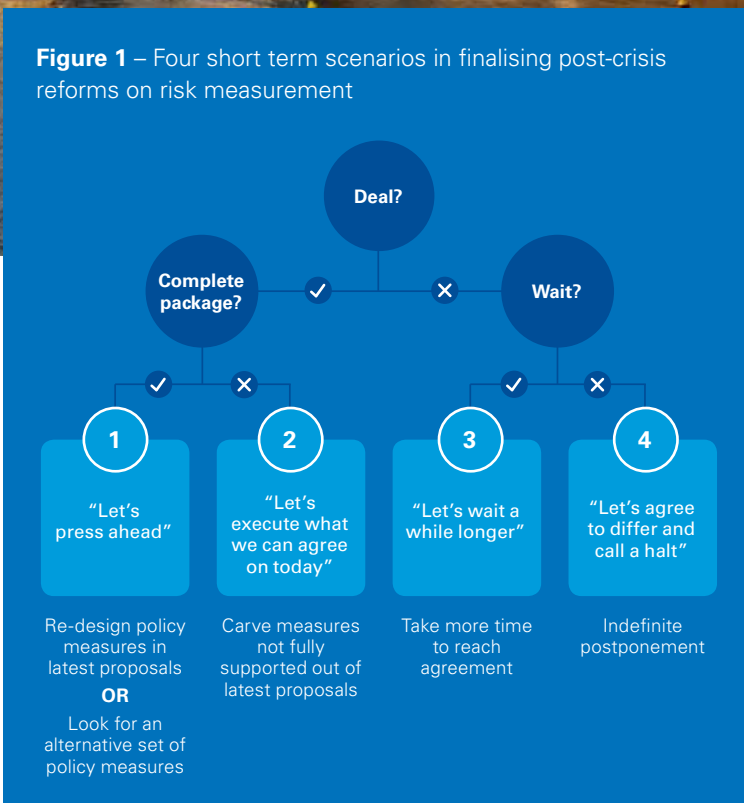 Figure 1 – Four short term scenarios in finalising post-crisis
reforms on risk measurement
Deal?
Complete
package?
Wait?
1
2
3
4
“Let’s
press ahead”
“Let’s
execute what
we can agree
on today”
“Let’s wait a
while longer”
“Let’s agree
to differ and
call a halt”
Re-design policy
measures in
latest proposals
OR
Look for an
alternative set of
policy measures
Carve measures
not fully
supported out of
latest proposals
Take more time
to reach
agreement
Indefinite
postponement